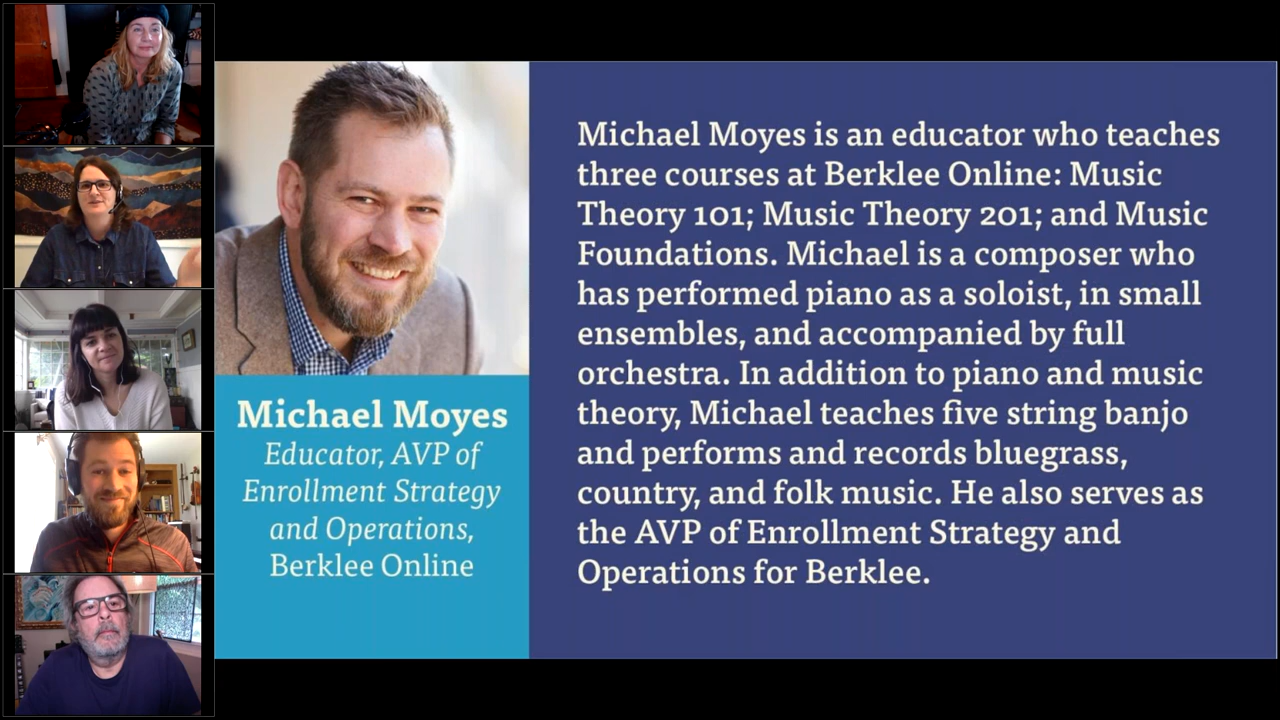 Michael Moyes
Educator, AVP of
Enrollment Strategy
and Operations,
Berklee Online
Michael Moyes is an educator who teaches
three courses at Berklee Online: Music
Theory 101; Music Theory 201; and Music
Foundations. Michael is a composer who
has performed piano as a soloist, in small
ensembles, and accompanied by full
orchestra. In addition to piano and music
theory, Michael teaches five string banjo
and performs and records bluegrass,
country, and folk music. He also serves as
the AVP of Enrollment Strategy and
Operations for Berklee.